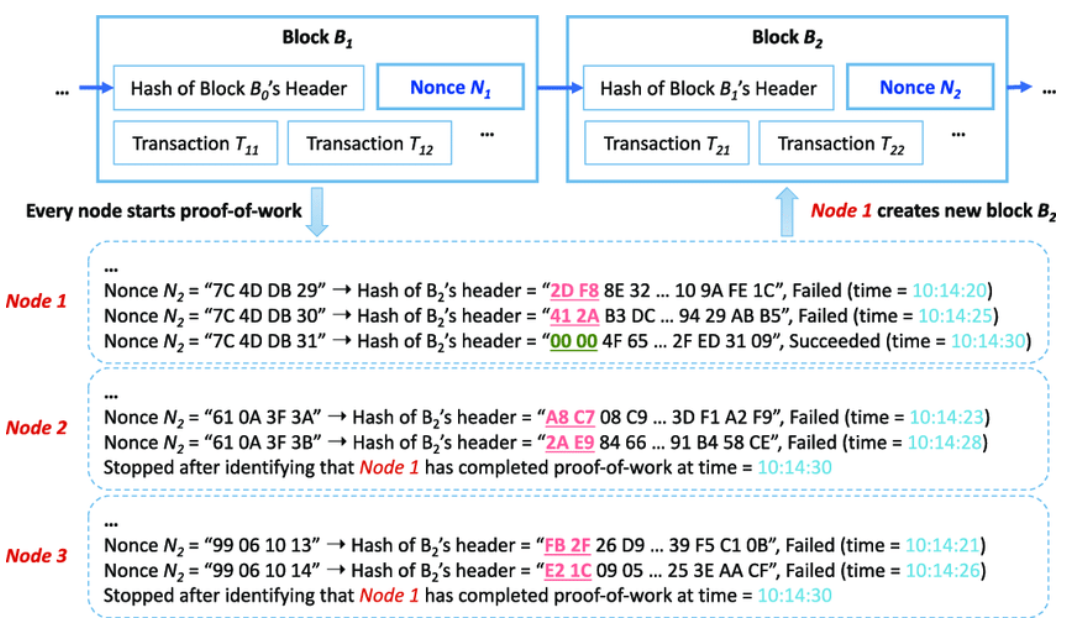 Block B1
Block B2
...
Hash of Block B0's Header
Nonce N1
Hash of Block B1's Header
Nonce N2
...
Transaction T11
Transaction T12
...
Transaction T21
Transaction T22
...
Every node starts proof-of-work
Node 1 creates new block B2
...
Node 1
Nonce N2 = “7C 4D DB 29” → Hash of B2's header = “2D F8 8E 32 ... 10 9A FE 1C”, Failed (time = 10:14:20)
Nonce N2 = “7C 4D DB 30” → Hash of B2's header = “41 2A B3 DC ... 94 29 AB B5”, Failed (time = 10:14:25)
Nonce N2 = “7C 4D DB 31” → Hash of B2's header = “00 00 4F 65 ... 2F ED 31 09”, Succeeded (time = 10:14:30)
...
Node 2
Nonce N2 = “61 0A 3F 3A” → Hash of B2's header = “A8 C7 08 C9 ... 3D F1 A2 F9”, Failed (time = 10:14:23)
Nonce N2 = “61 0A 3F 3B” → Hash of B2's header = “2A E9 84 66 ... 91 B4 58 CE”, Failed (time = 10:14:28)
Stopped after identifying that Node 1 has completed proof-of-work at time = 10:14:30
...
Node 3
Nonce N2 = “99 06 10 13” → Hash of B2's header = “FB 2F 26 D9 ... 39 F5 C1 0B”, Failed (time = 10:14:21)
Nonce N2 = “99 06 10 14” → Hash of B2's header = “E2 1C 09 05 ... 25 3E AA CF”, Failed (time = 10:14:26)
Stopped after identifying that Node 1 has completed proof-of-work at time = 10:14:30